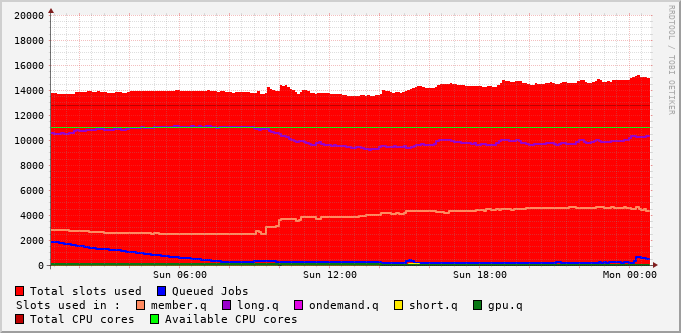 20000
18000
16000
14000
12000
10000
8000
6000
4000
2000
0
Sun 06:00 Sun 12:00 Sun 18:00 Mon 00:00
RRDTOOL / TOBI OETIKER
Total slots used Queued Jobs
Slots used in : member.q long.q ondemand.q short.q gpu.q
Total CPU cores Available CPU cores